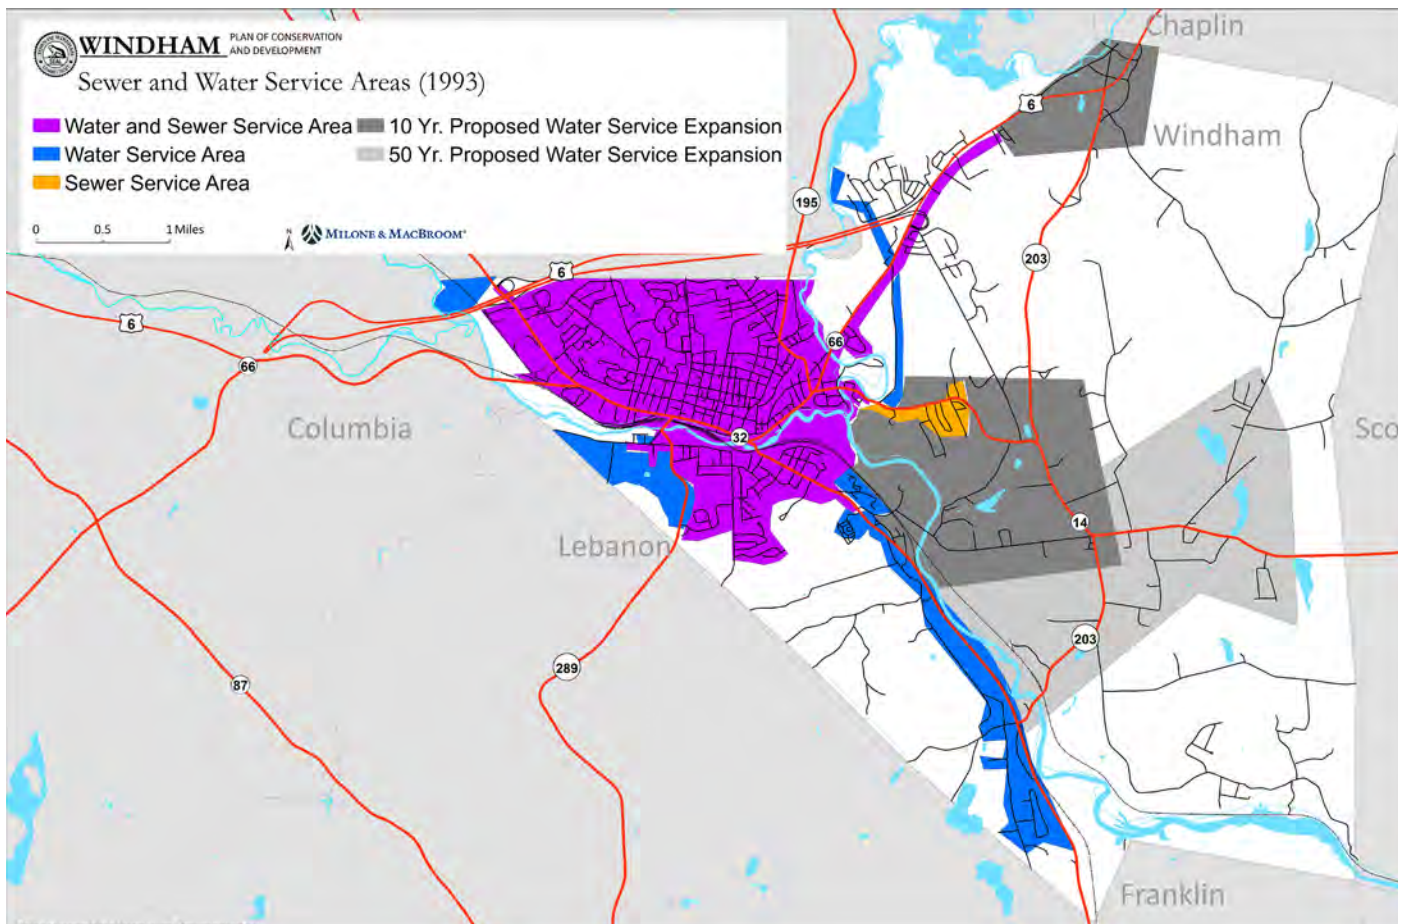 WINDHAM PLAN OF CONSERVATION
AND DEVELOPMENT
Sewer and Water Service Areas (1993)
Water and Sewer Service Area
Water Service Area
Sewer Service Area
10 Yr. Proposed Water Service Expansion
50 Yr. Proposed Water Service Expansion
0 0.5 1 Miles
N
MILONE & MACBROOM
Chaplin
6
Windham
195
203
6
6
66
66
Columbia
32
Sco
14
Lebanon
203
289
87
Franklin